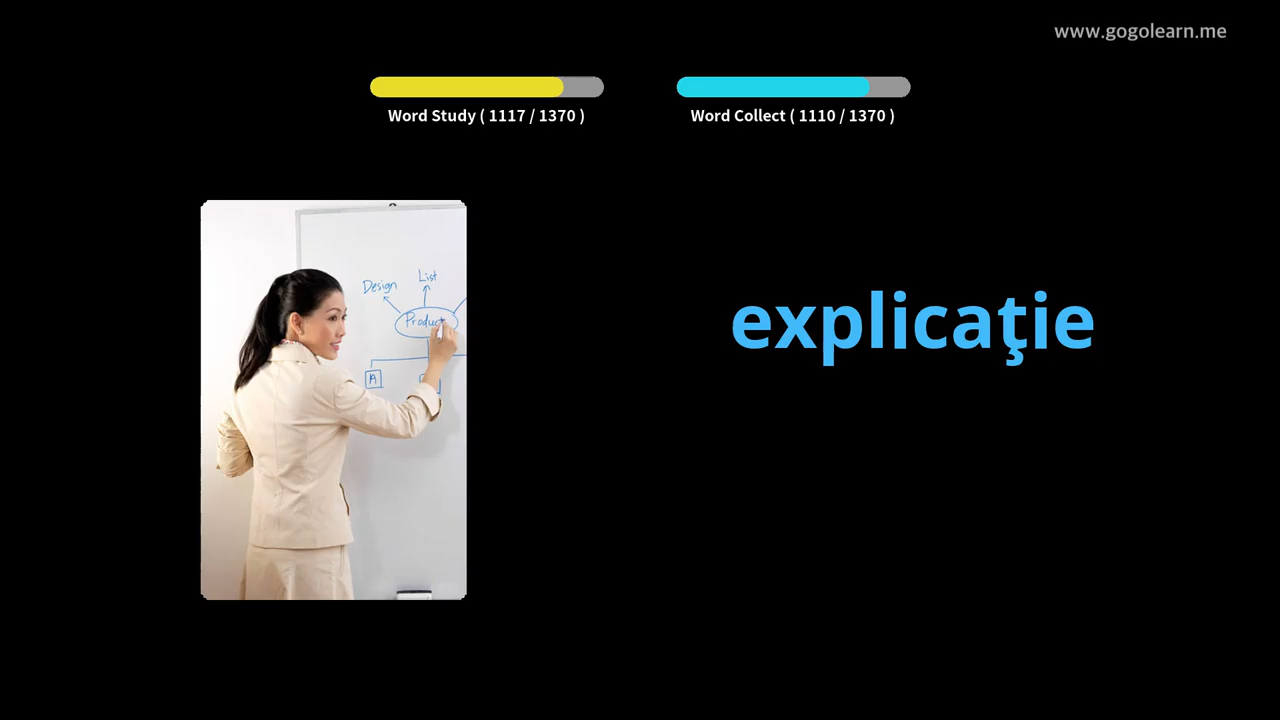 www.gogolearn.me
Word Study ( 1117 / 1370 )
Word Collect ( 1110 / 1370 )
explicaţie
List
Design
Product
A